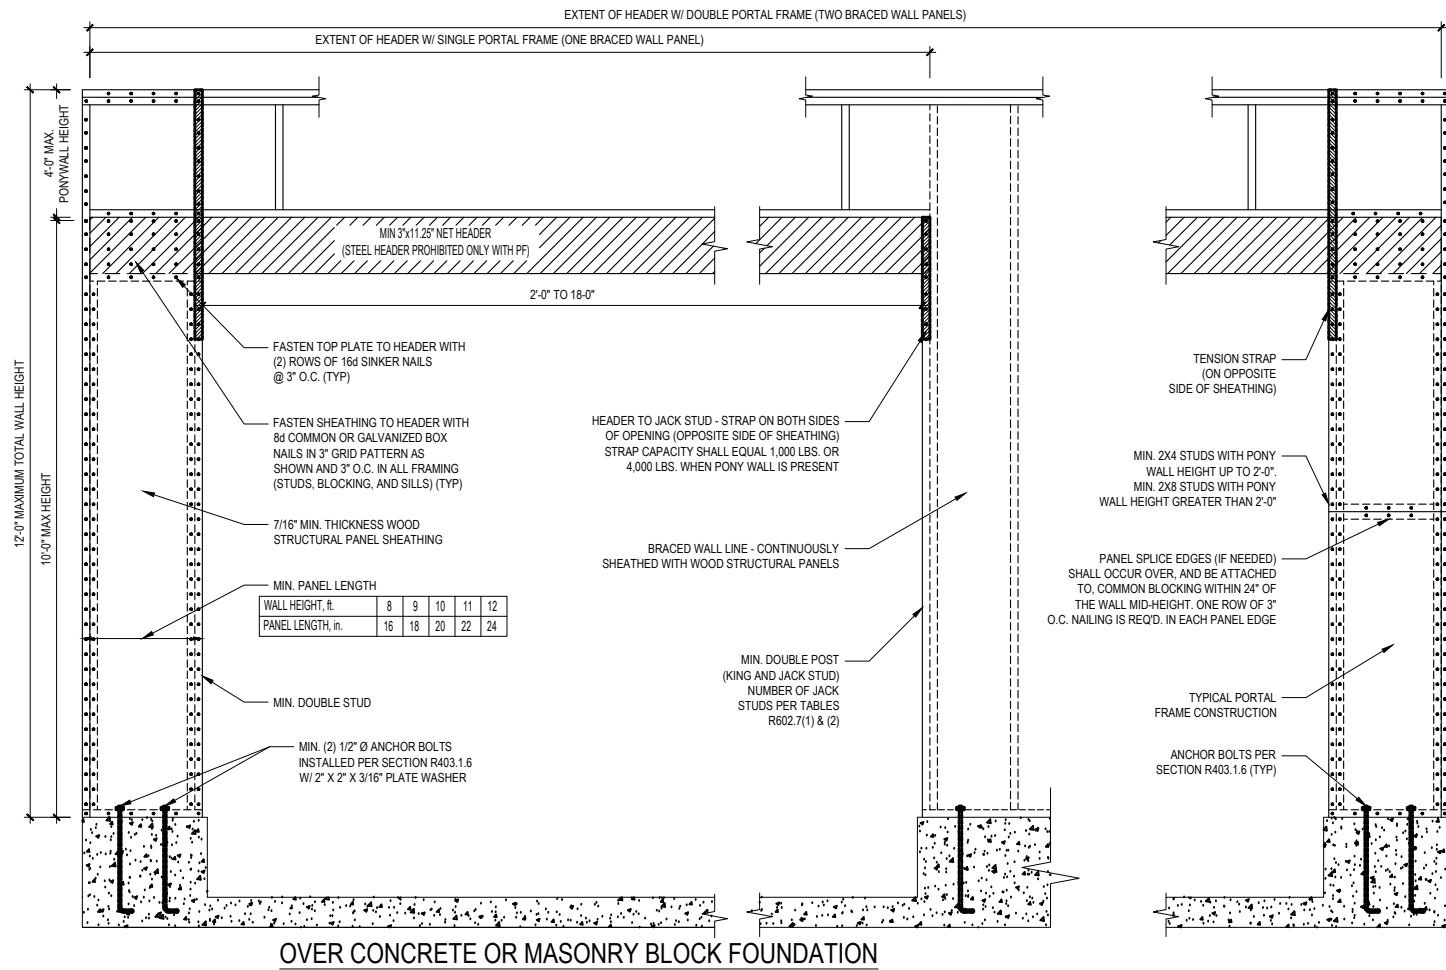 EXTENT OF HEADER W/ DOUBLE PORTAL FRAME (TWO BRACED WALL PANELS)
EXTENT OF HEADER W/ SINGLE PORTAL FRAME (ONE BRACED WALL PANEL)
4'-0" MAX.
PONYWALL HEIGHT
12'-0" MAXIMUM TOTAL WALL HEIGHT
10'-0" MAX HEIGHT
MIN 3"x11.25" NET HEADER
(STEEL HEADER PROHIBITED ONLY WITH PF)
2'-0" TO 18-0"
FASTEN TOP PLATE TO HEADER WITH
(2) ROWS OF 16d SINKER NAILS
@ 3" O.C. (TYP)
FASTEN SHEATHING TO HEADER WITH
8d COMMON OR GALVANIZED BOX
NAILS IN 3" GRID PATTERN AS
SHOWN AND 3" O.C. IN ALL FRAMING
(STUDS, BLOCKING, AND SILLS) (TYP)
7/16" MIN. THICKNESS WOOD
STRUCTURAL PANEL SHEATHING
MIN. PANEL LENGTH
WALL HEIGHT, ft. 8 9 10 11 12
PANEL LENGTH, in. 16 18 20 22 24
MIN. DOUBLE STUD
MIN. (2) 1/2" Ø ANCHOR BOLTS
INSTALLED PER SECTION R403.1.6
W/ 2" X 2" X 3/16" PLATE WASHER
HEADER TO JACK STUD - STRAP ON BOTH SIDES
OF OPENING (OPPOSITE SIDE OF SHEATHING)
STRAP CAPACITY SHALL EQUAL 1,000 LBS. OR
4,000 LBS. WHEN PONY WALL IS PRESENT
BRACED WALL LINE - CONTINUOUSLY
SHEATHED WITH WOOD STRUCTURAL PANELS
MIN. DOUBLE POST
(KING AND JACK STUD)
NUMBER OF JACK
STUDS PER TABLES
R602.7(1) & (2)
TENSION STRAP
(ON OPPOSITE
SIDE OF SHEATHING)
MIN. 2X4 STUDS WITH PONY
WALL HEIGHT UP TO 2'-0".
MIN. 2X8 STUDS WITH PONY
WALL HEIGHT GREATER THAN 2'-0"
PANEL SPLICE EDGES (IF NEEDED)
SHALL OCCUR OVER, AND BE ATTACHED
TO, COMMON BLOCKING WITHIN 24" OF
THE WALL MID-HEIGHT. ONE ROW OF 3"
O.C. NAILING IS REQ'D. IN EACH PANEL EDGE
TYPICAL PORTAL
FRAME CONSTRUCTION
ANCHOR BOLTS PER
SECTION R403.1.6 (TYP)
OVER CONCRETE OR MASONRY BLOCK FOUNDATION